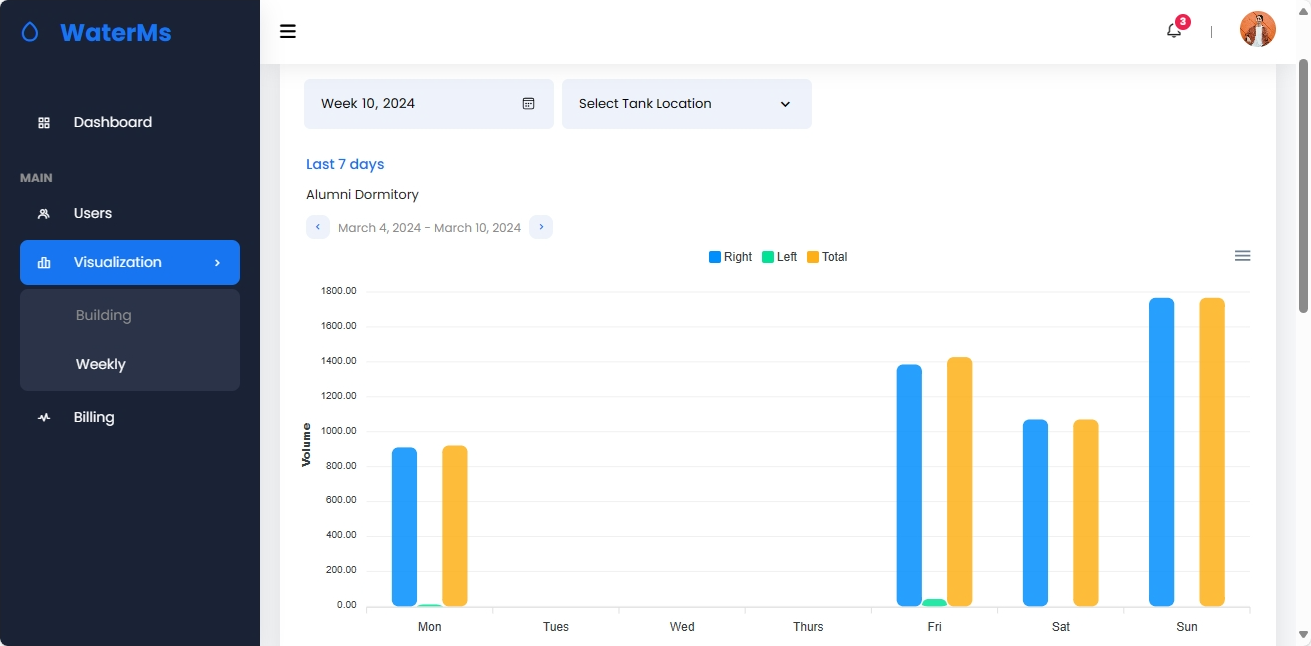 WaterMs
3
Dashboard
MAIN
Users
Visualization
Building
Weekly
Billing
Week 10, 2024
Select Tank Location
Last 7 days
Alumni Dormitory
March 4, 2024 - March 10, 2024
Right Left Total
Volume
1800.00
1600.00
1400.00
1200.00
1000.00
800.00
600.00
400.00
200.00
0.00
Mon Tues Wed Thurs Fri Sat Sun